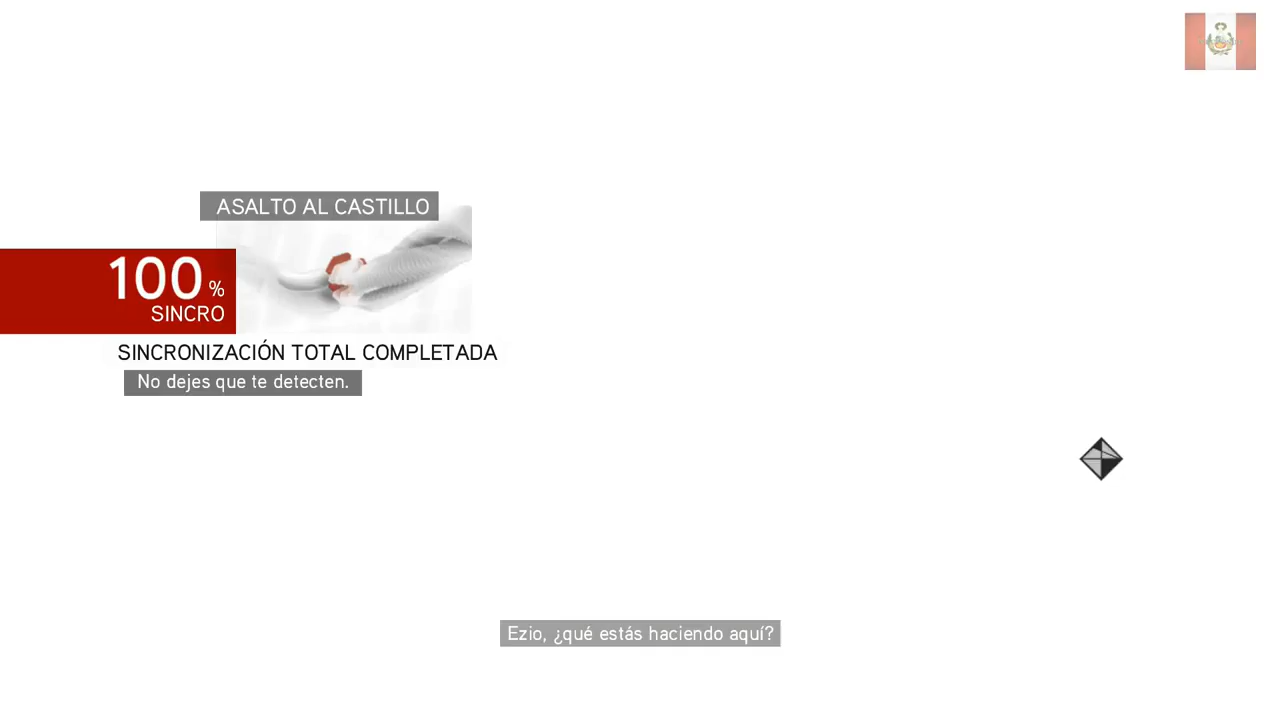 ASALTO AL CASTILLO
100 %
SINCRO
SINCRONIZACIÓN TOTAL COMPLETADA
No dejes que te detecten.
Ezio, ¿qué estás haciendo aquí?